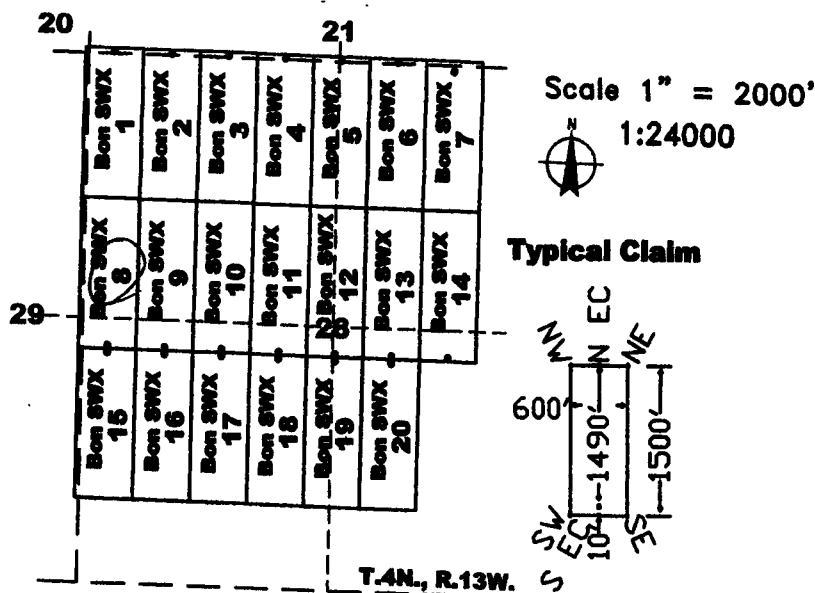 20
21
Scale 1" = 2000'
N
1:24000
Bon SWX 1
Bon SWX 2
Bon SWX 3
Bon SWX 4
Bon SWX 5
Bon SWX 6
Bon SWX 7
Bon SWX 8
Bon SWX 9
Bon SWX 10
Bon SWX 11
Bon SWX 12
Bon SWX 13
Bon SWX 14
29
28
Bon SWX 15
Bon SWX 16
Bon SWX 17
Bon SWX 18
Bon SWX 19
Bon SWX 20
T.4N., R.13W.
Typical Claim
NW
N EC
NE
600'
1490'
1500'
10'
SW
S EC
SE